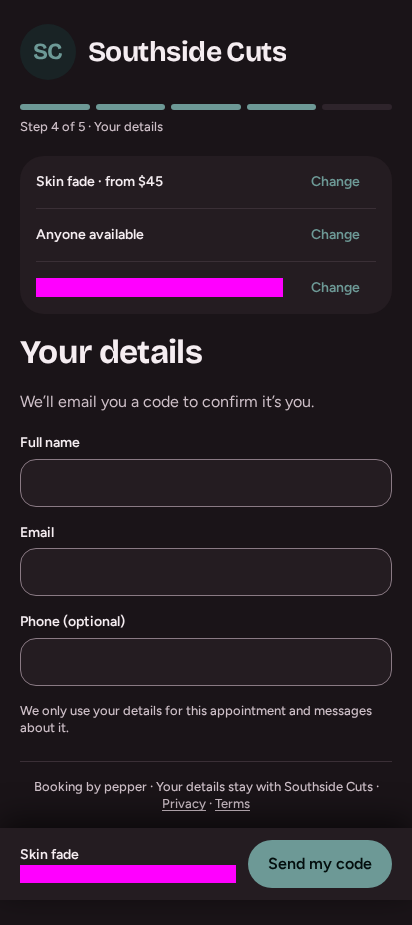 SC
Southside Cuts
Step 4 of 5 · Your details
Skin fade · from $45
Change
Anyone available
Change
Change
Your details
We’ll email you a code to confirm it’s you.
Full name
Email
Phone (optional)
We only use your details for this appointment and messages
about it.
Booking by pepper · Your details stay with Southside Cuts ·
Privacy · Terms
Skin fade
Send my code